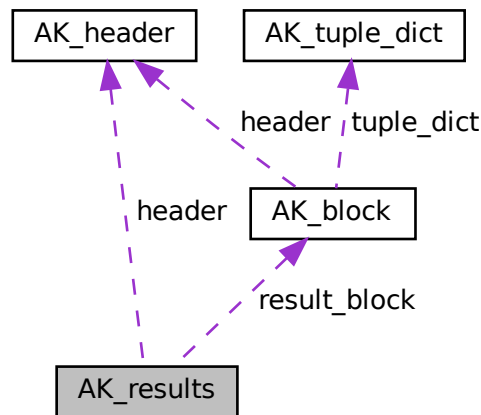 AK_header
AK_tuple_dict
header
tuple_dict
AK_block
header
result_block
AK_results